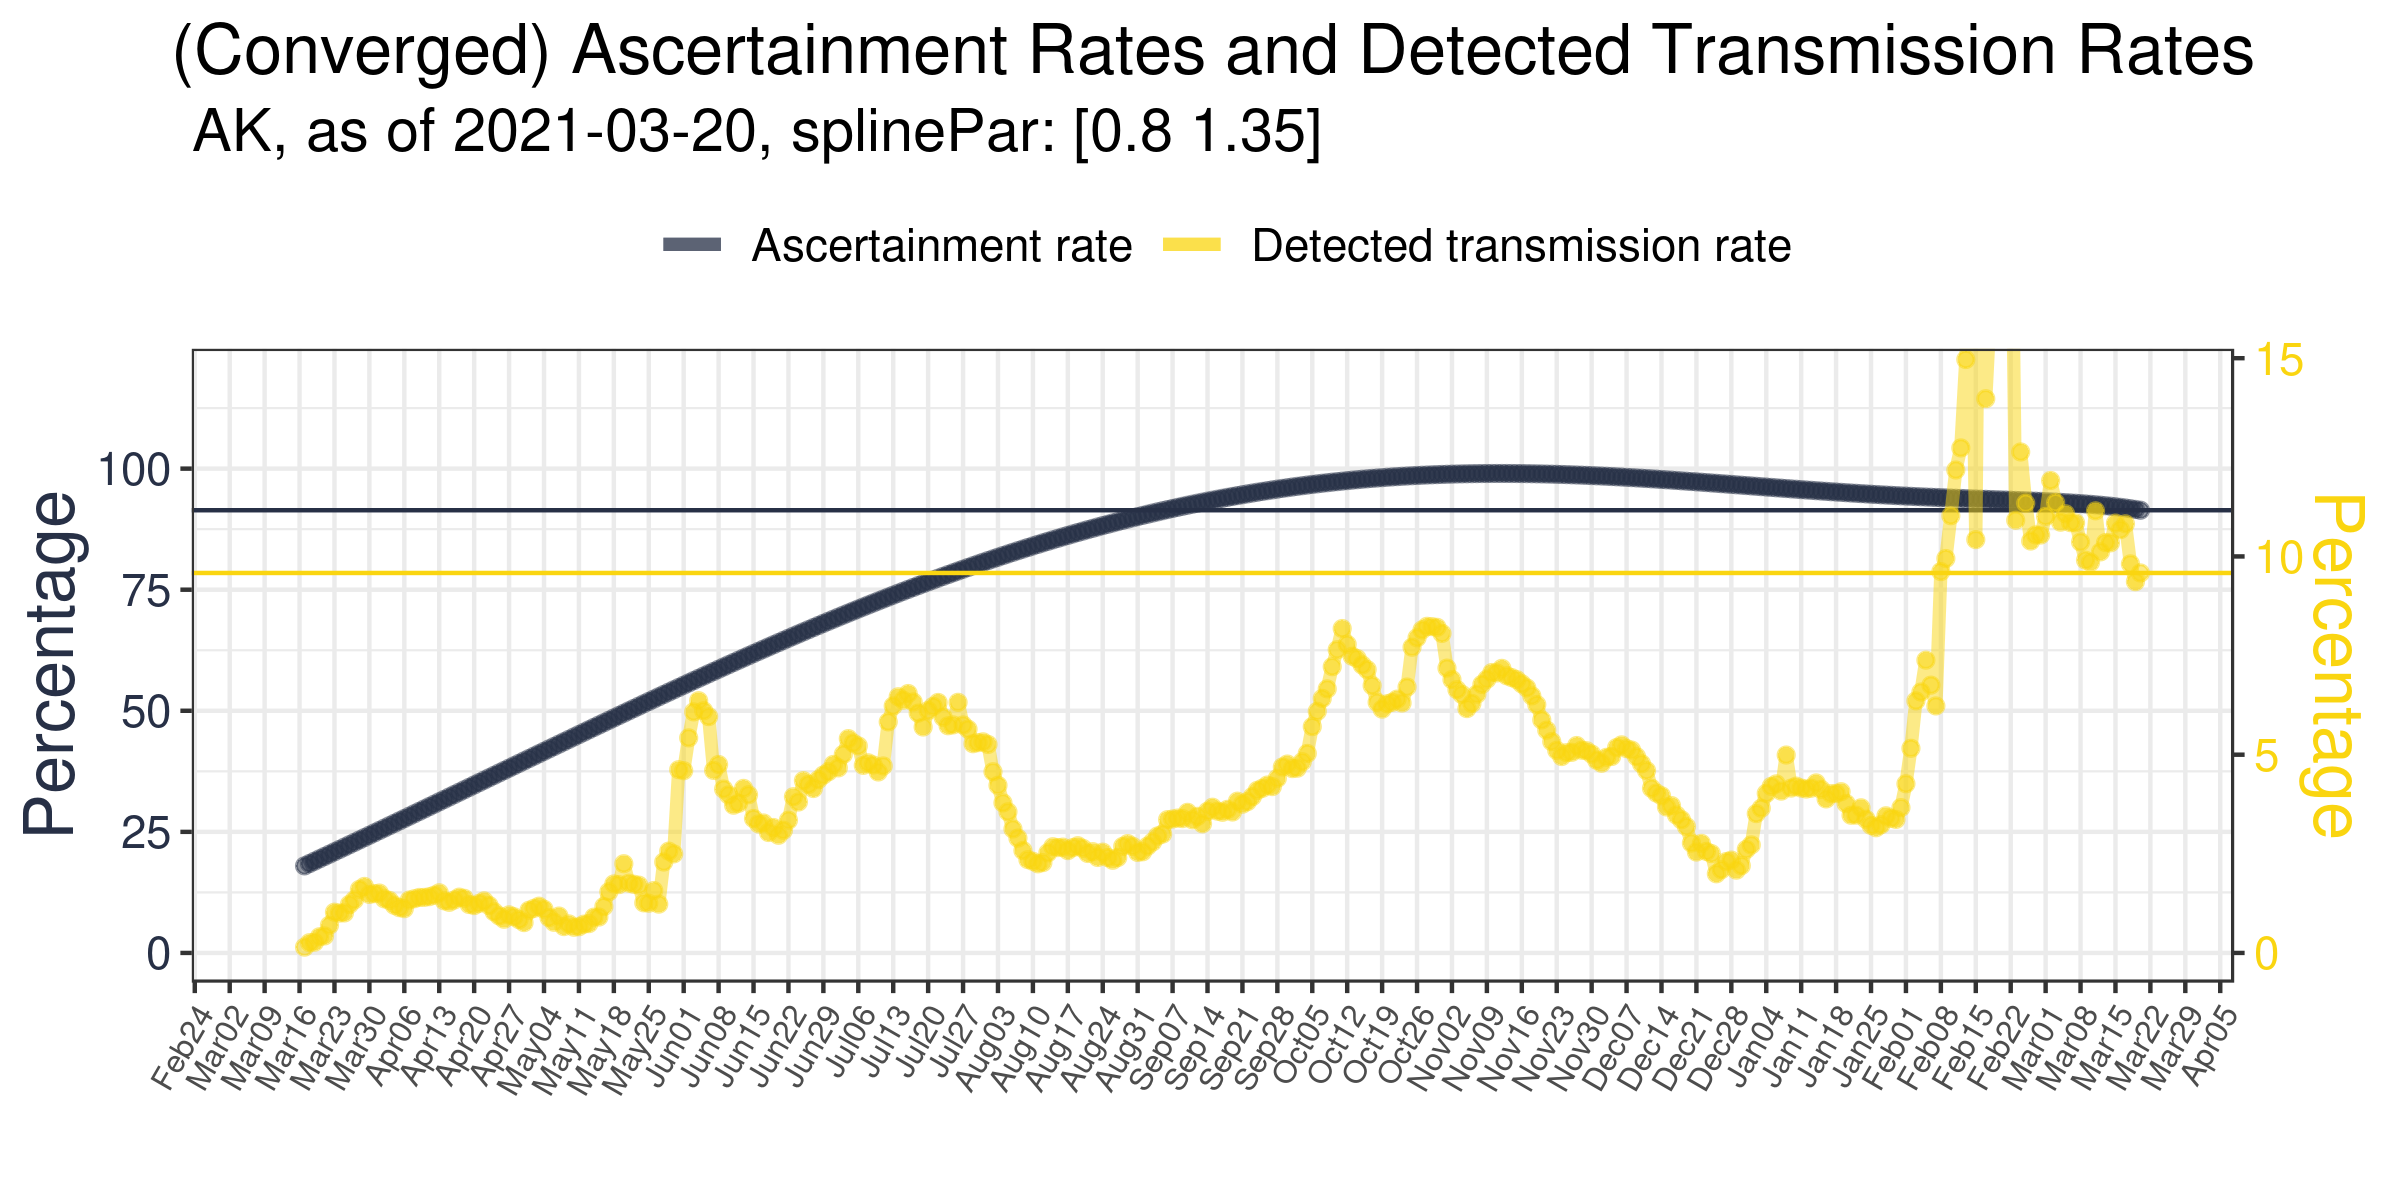 (Converged) Ascertainment Rates and Detected Transmission Rates
AK, as of 2021-03-20, splinePar: [0.8 1.35]
Ascertainment rate
Detected transmission rate
Percentage
100
75
50
25
0
15
10
5
0
Percentage
Feb24
Mar02
Mar09
Mar16
Mar23
Mar30
Apr06
Apr13
Apr20
Apr27
May04
May11
May18
May25
Jun01
Jun08
Jun15
Jun22
Jun29
Jul06
Jul13
Jul20
Jul27
Aug03
Aug10
Aug17
Aug24
Aug31
Sep07
Sep14
Sep21
Sep28
Oct05
Oct12
Oct19
Oct26
Nov02
Nov09
Nov16
Nov23
Nov30
Dec07
Dec14
Dec21
Dec28
Jan04
Jan11
Jan18
Jan25
Feb01
Feb08
Feb15
Feb22
Mar01
Mar08
Mar15
Mar22
Mar29
Apr05